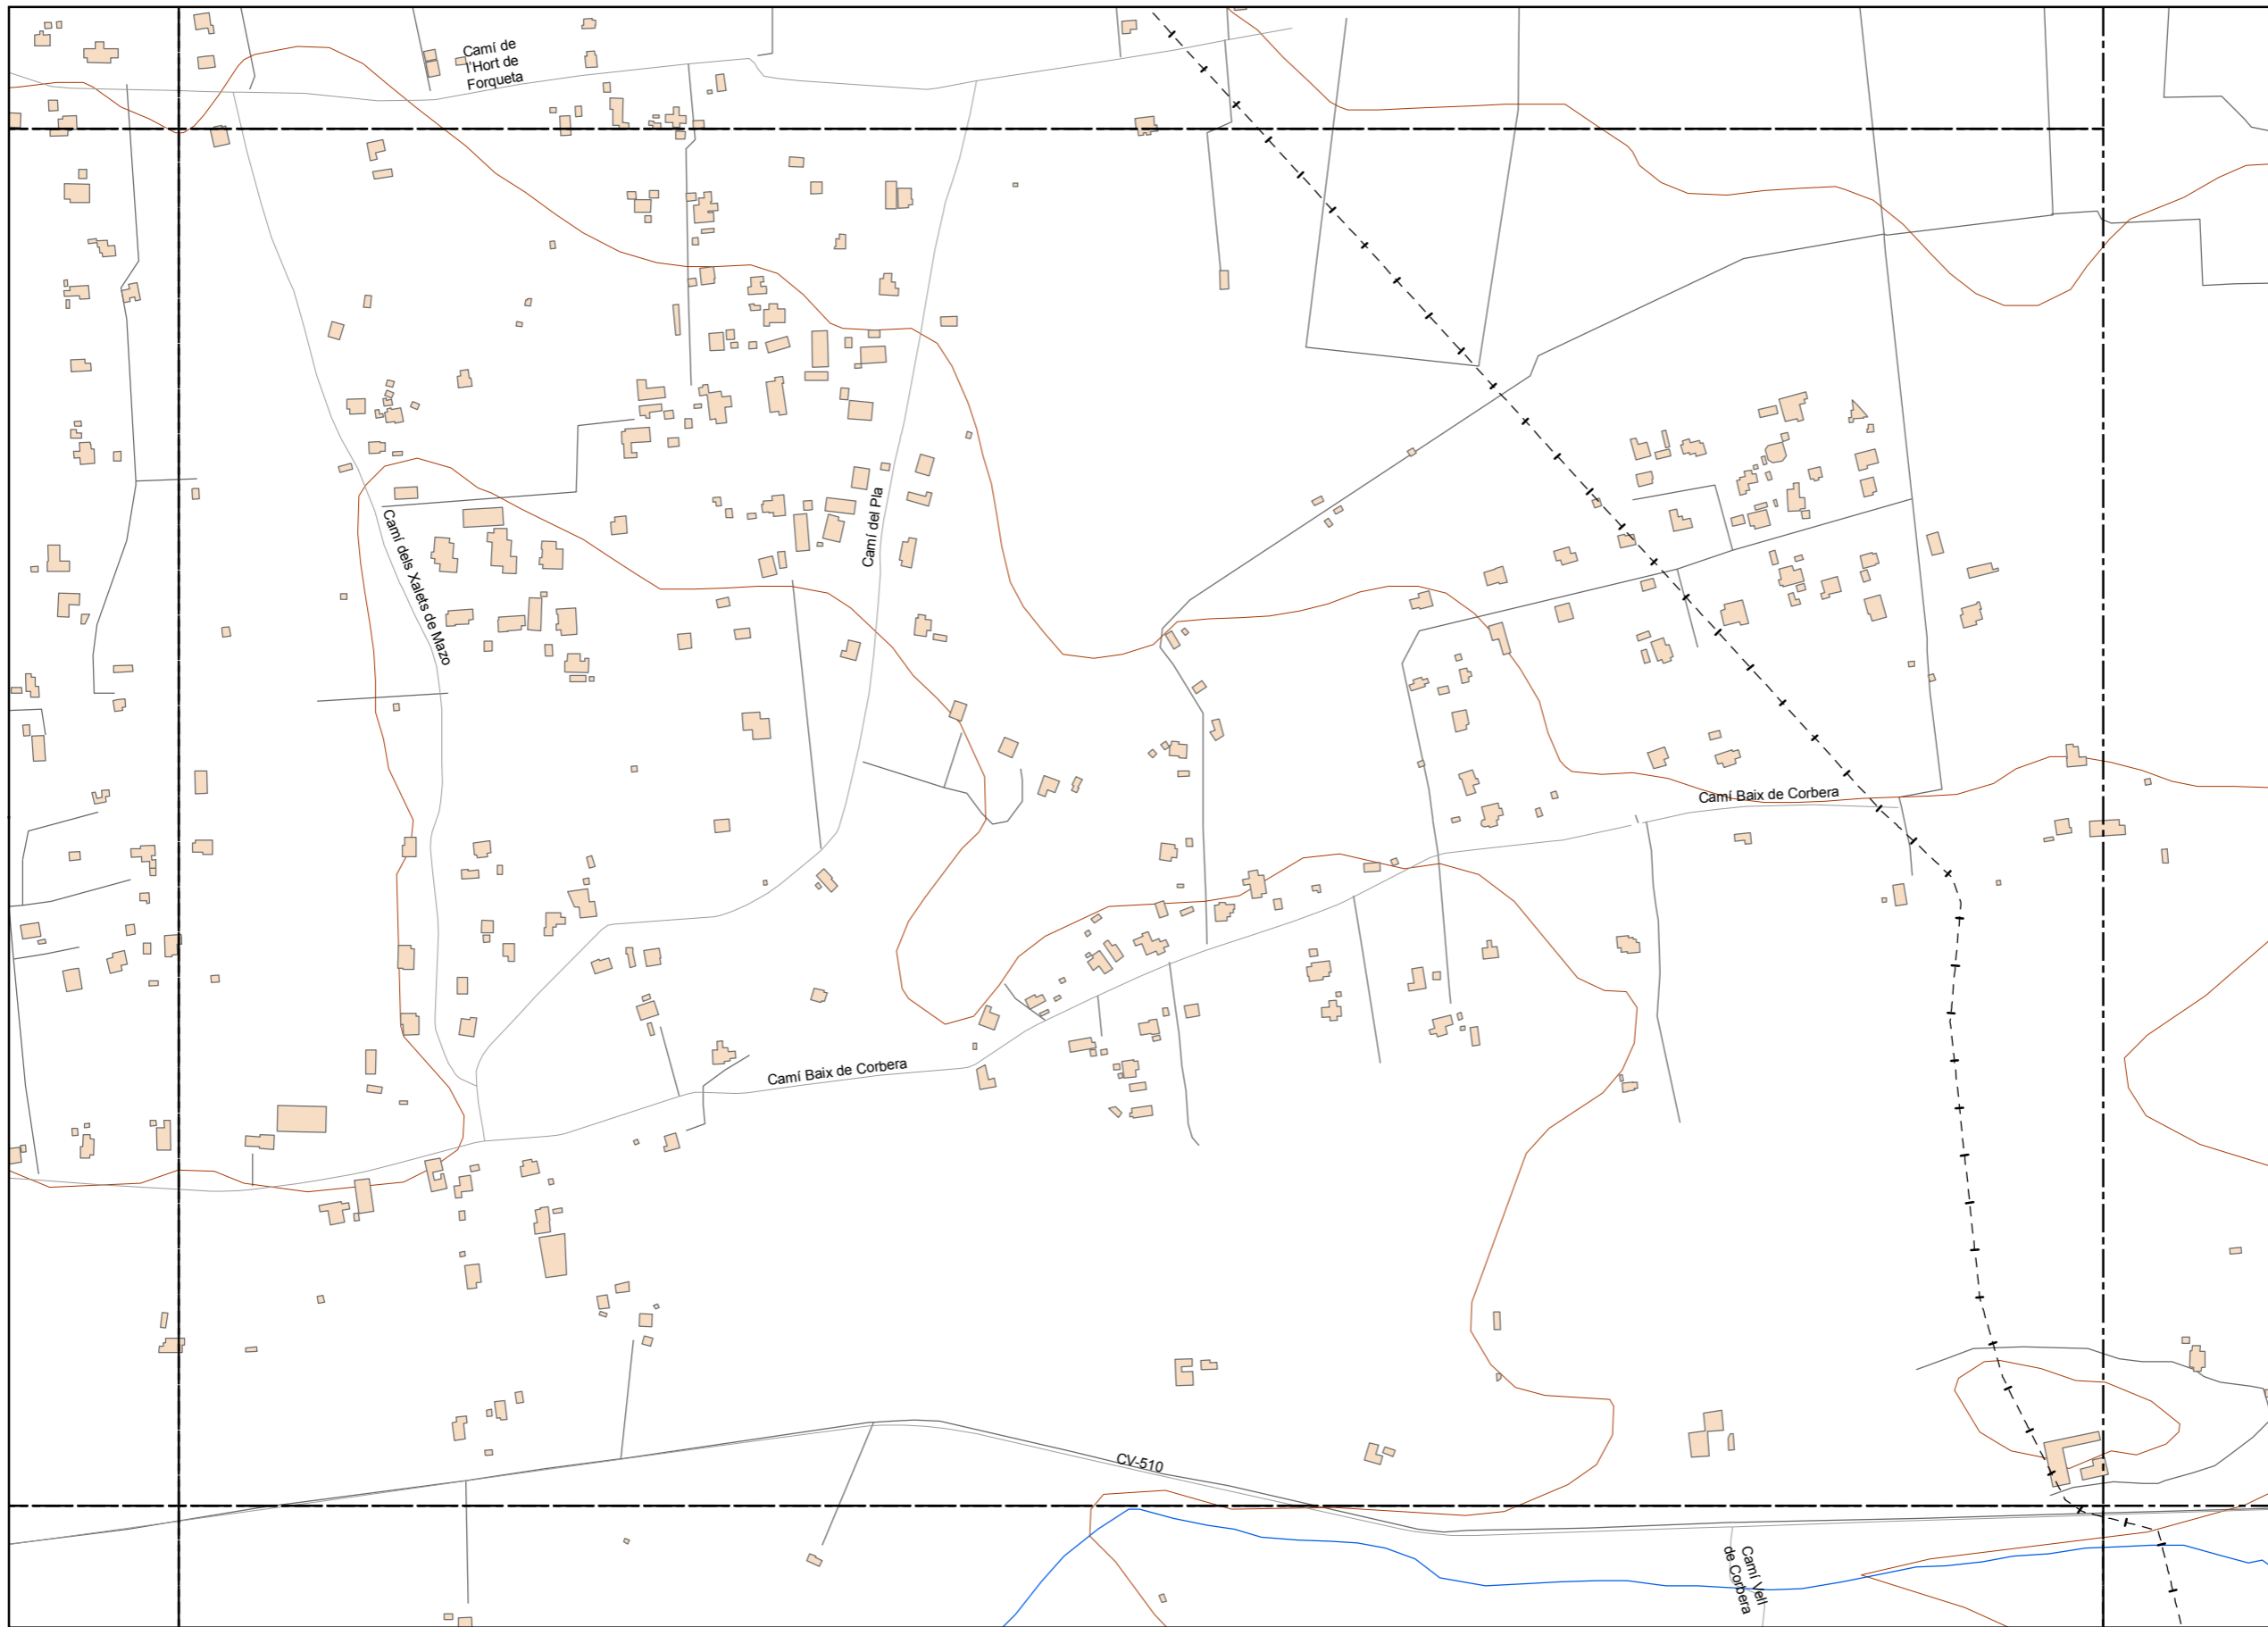 Camí de
l'Hort de
Forqueta
Camí del Pla
Camí dels Xalets de Mazo
Camí Baix de Corbera
Camí Baix de Corbera
CV-510
Camí Vell
de Corbera